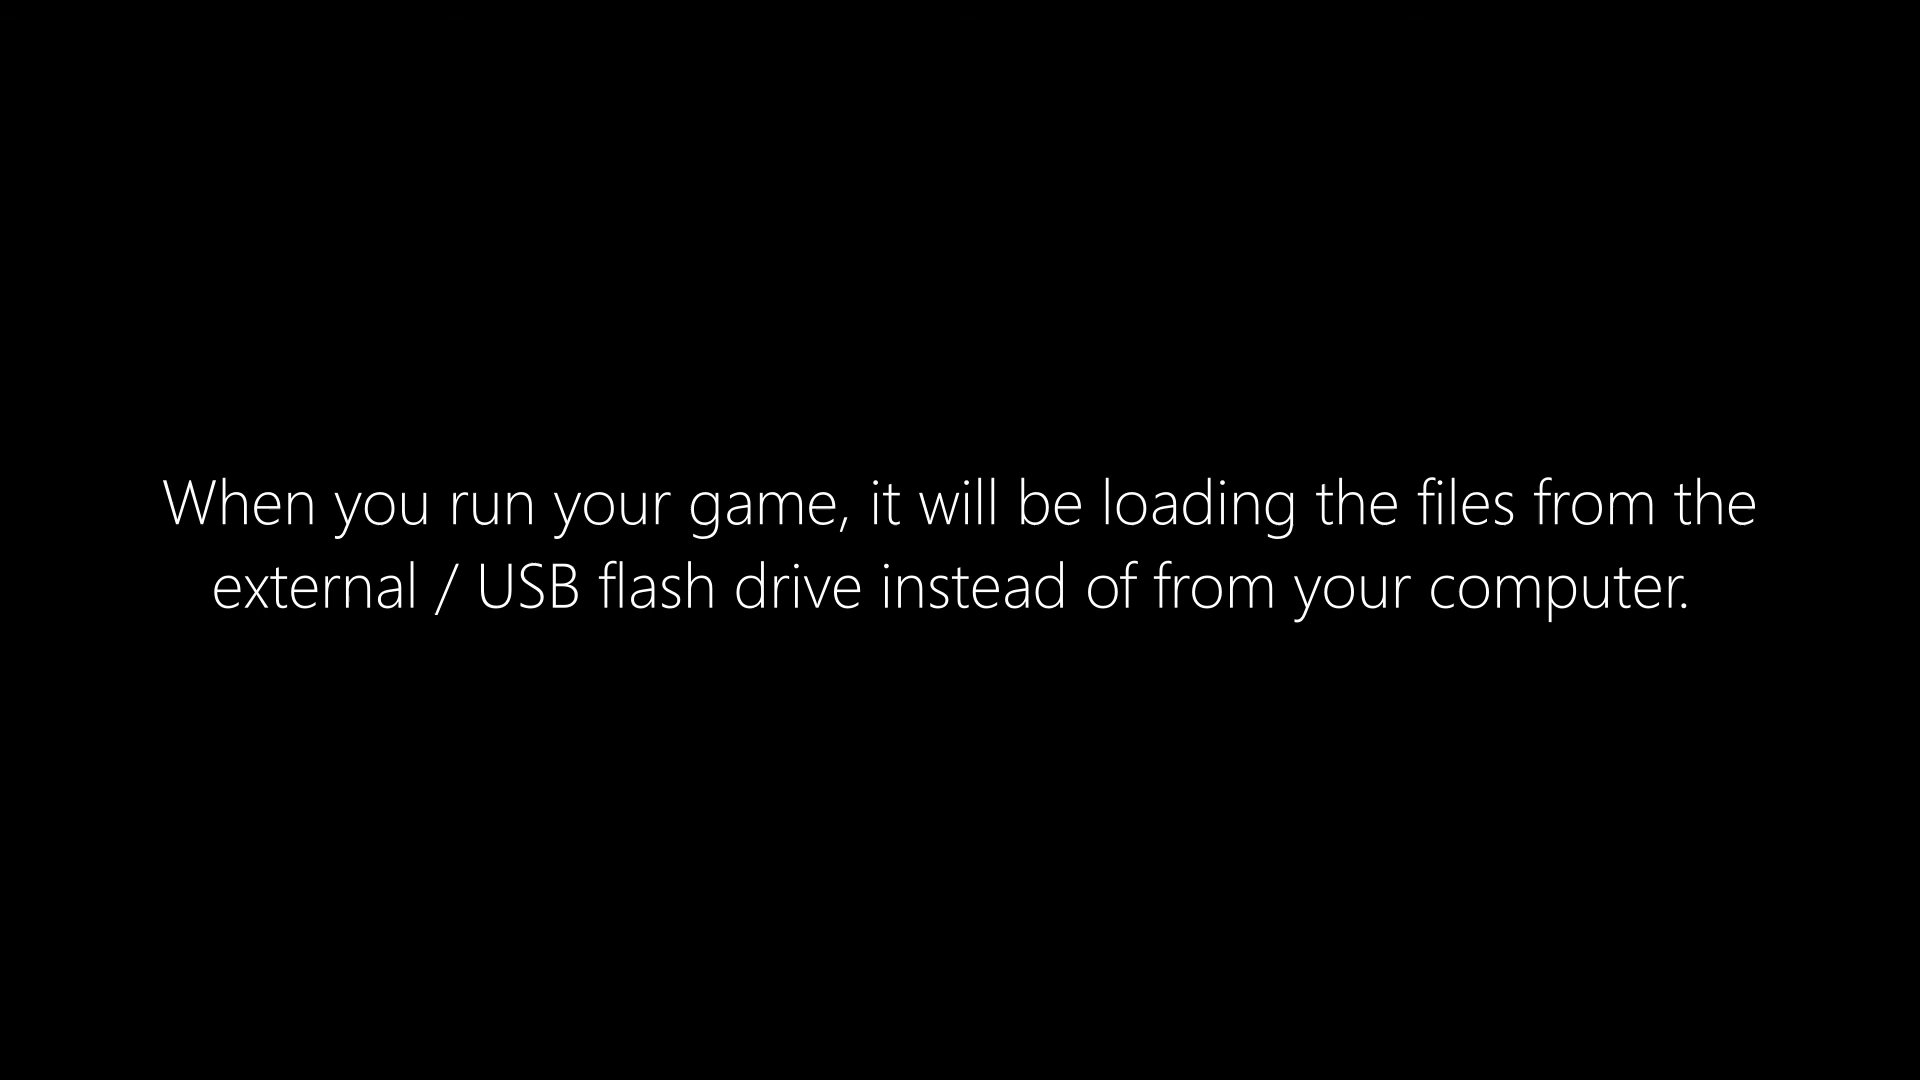 When you run your game, it will be loading the files from the
external / USB flash drive instead of from your computer.